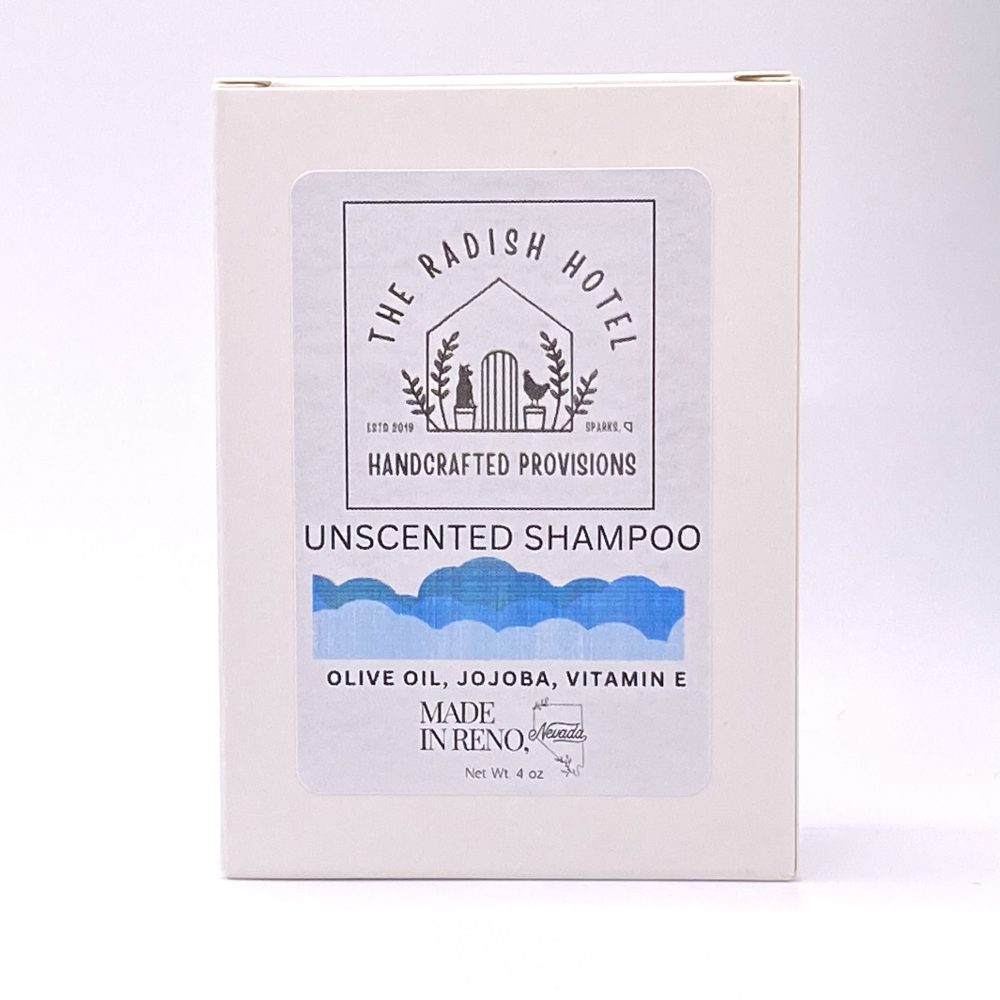 THE RADISH HOTEL
ESTD 2019
SPARKS,
HANDCRAFTED PROVISIONS
UNSCENTED SHAMPOO
OLIVE OIL, JOJOBA, VITAMIN E
MADE
IN RENO,
Nevada
Net Wt 4 oz